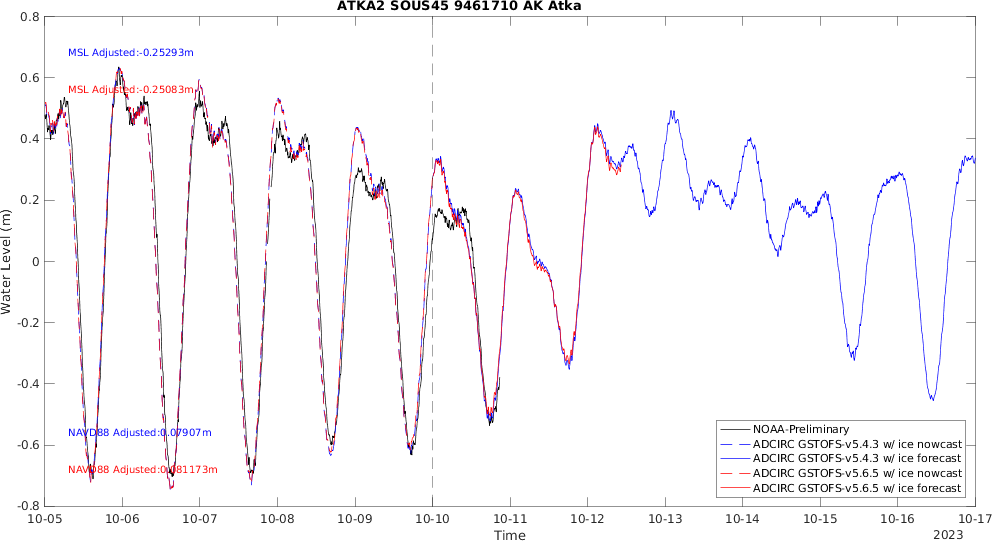 ATKA2 SOUS45 9461710 AK Atka
0.8
0.6
0.4
0.2
0
-0.2
-0.4
-0.6
-0.8
Water Level (m)
MSL Adjusted:-0.25293m
MSL Adjusted:-0.25083m
NAVD88 Adjusted:0.07907m
NAVD88 Adjusted:0.081173m
NOAA-Preliminary
ADCIRC GSTOFS-v5.4.3 w/ ice nowcast
ADCIRC GSTOFS-v5.4.3 w/ ice forecast
ADCIRC GSTOFS-v5.6.5 w/ ice nowcast
ADCIRC GSTOFS-v5.6.5 w/ ice forecast
10-05 10-06 10-07 10-08 10-09 10-10 10-11 10-12 10-13 10-14 10-15 10-16 10-17
Time
2023